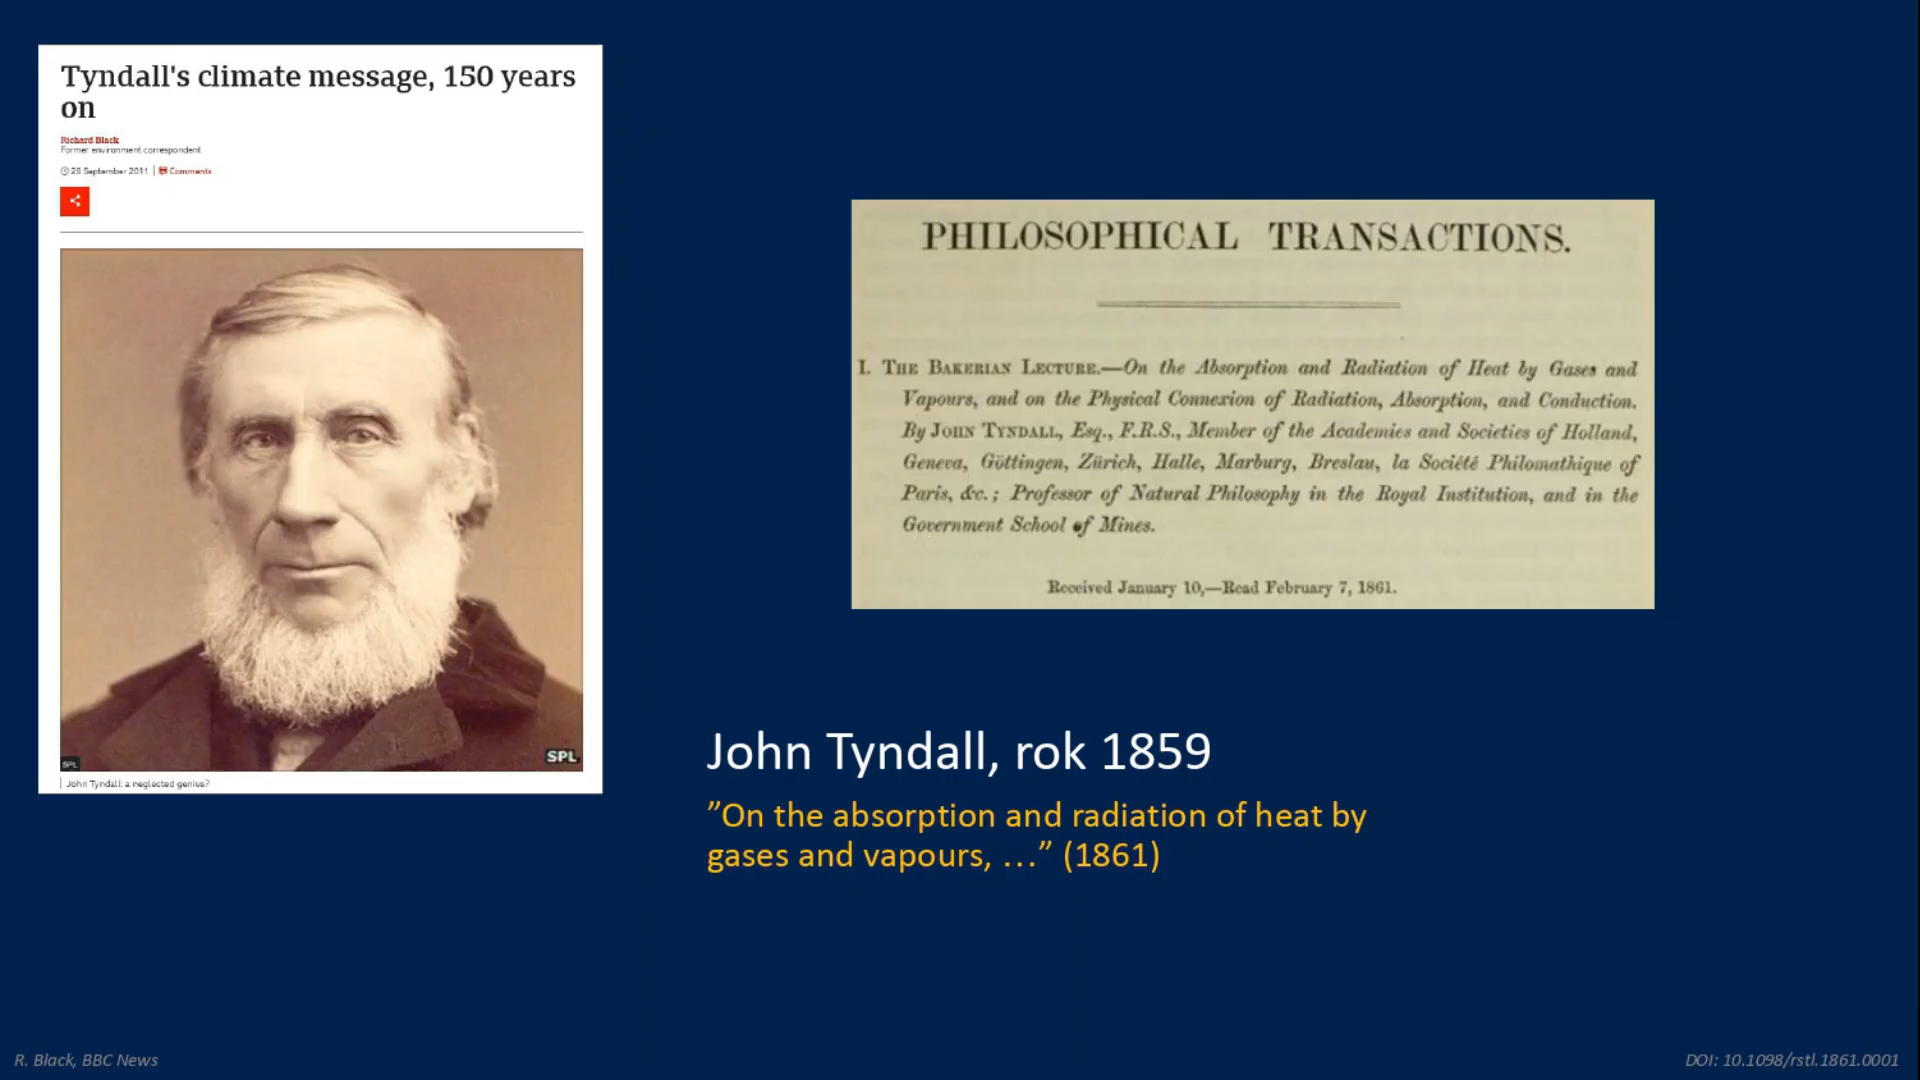 Tyndall's climate message, 150 years
on
Richard Black
Former environment correspondent
28 September 2011 | Comments
SPL
SPL
John Tyndall: a neglected genius?
PHILOSOPHICAL TRANSACTIONS.
I. THE BAKERIAN LECTURE.—On the Absorption and Radiation of Heat by Gases and
Vapours, and on the Physical Connexion of Radiation, Absorption, and Conduction.
By JOHN TYNDALL, Esq., F.R.S., Member of the Academies and Societies of Holland,
Geneva, Göttingen, Zürich, Halle, Marburg, Breslau, la Société Philomathique of
Paris, &c.; Professor of Natural Philosophy in the Royal Institution, and in the
Government School of Mines.
Received January 10,—Read February 7, 1861.
John Tyndall, rok 1859
”On the absorption and radiation of heat by
gases and vapours, …” (1861)
R. Black, BBC News
DOI: 10.1098/rstl.1861.0001